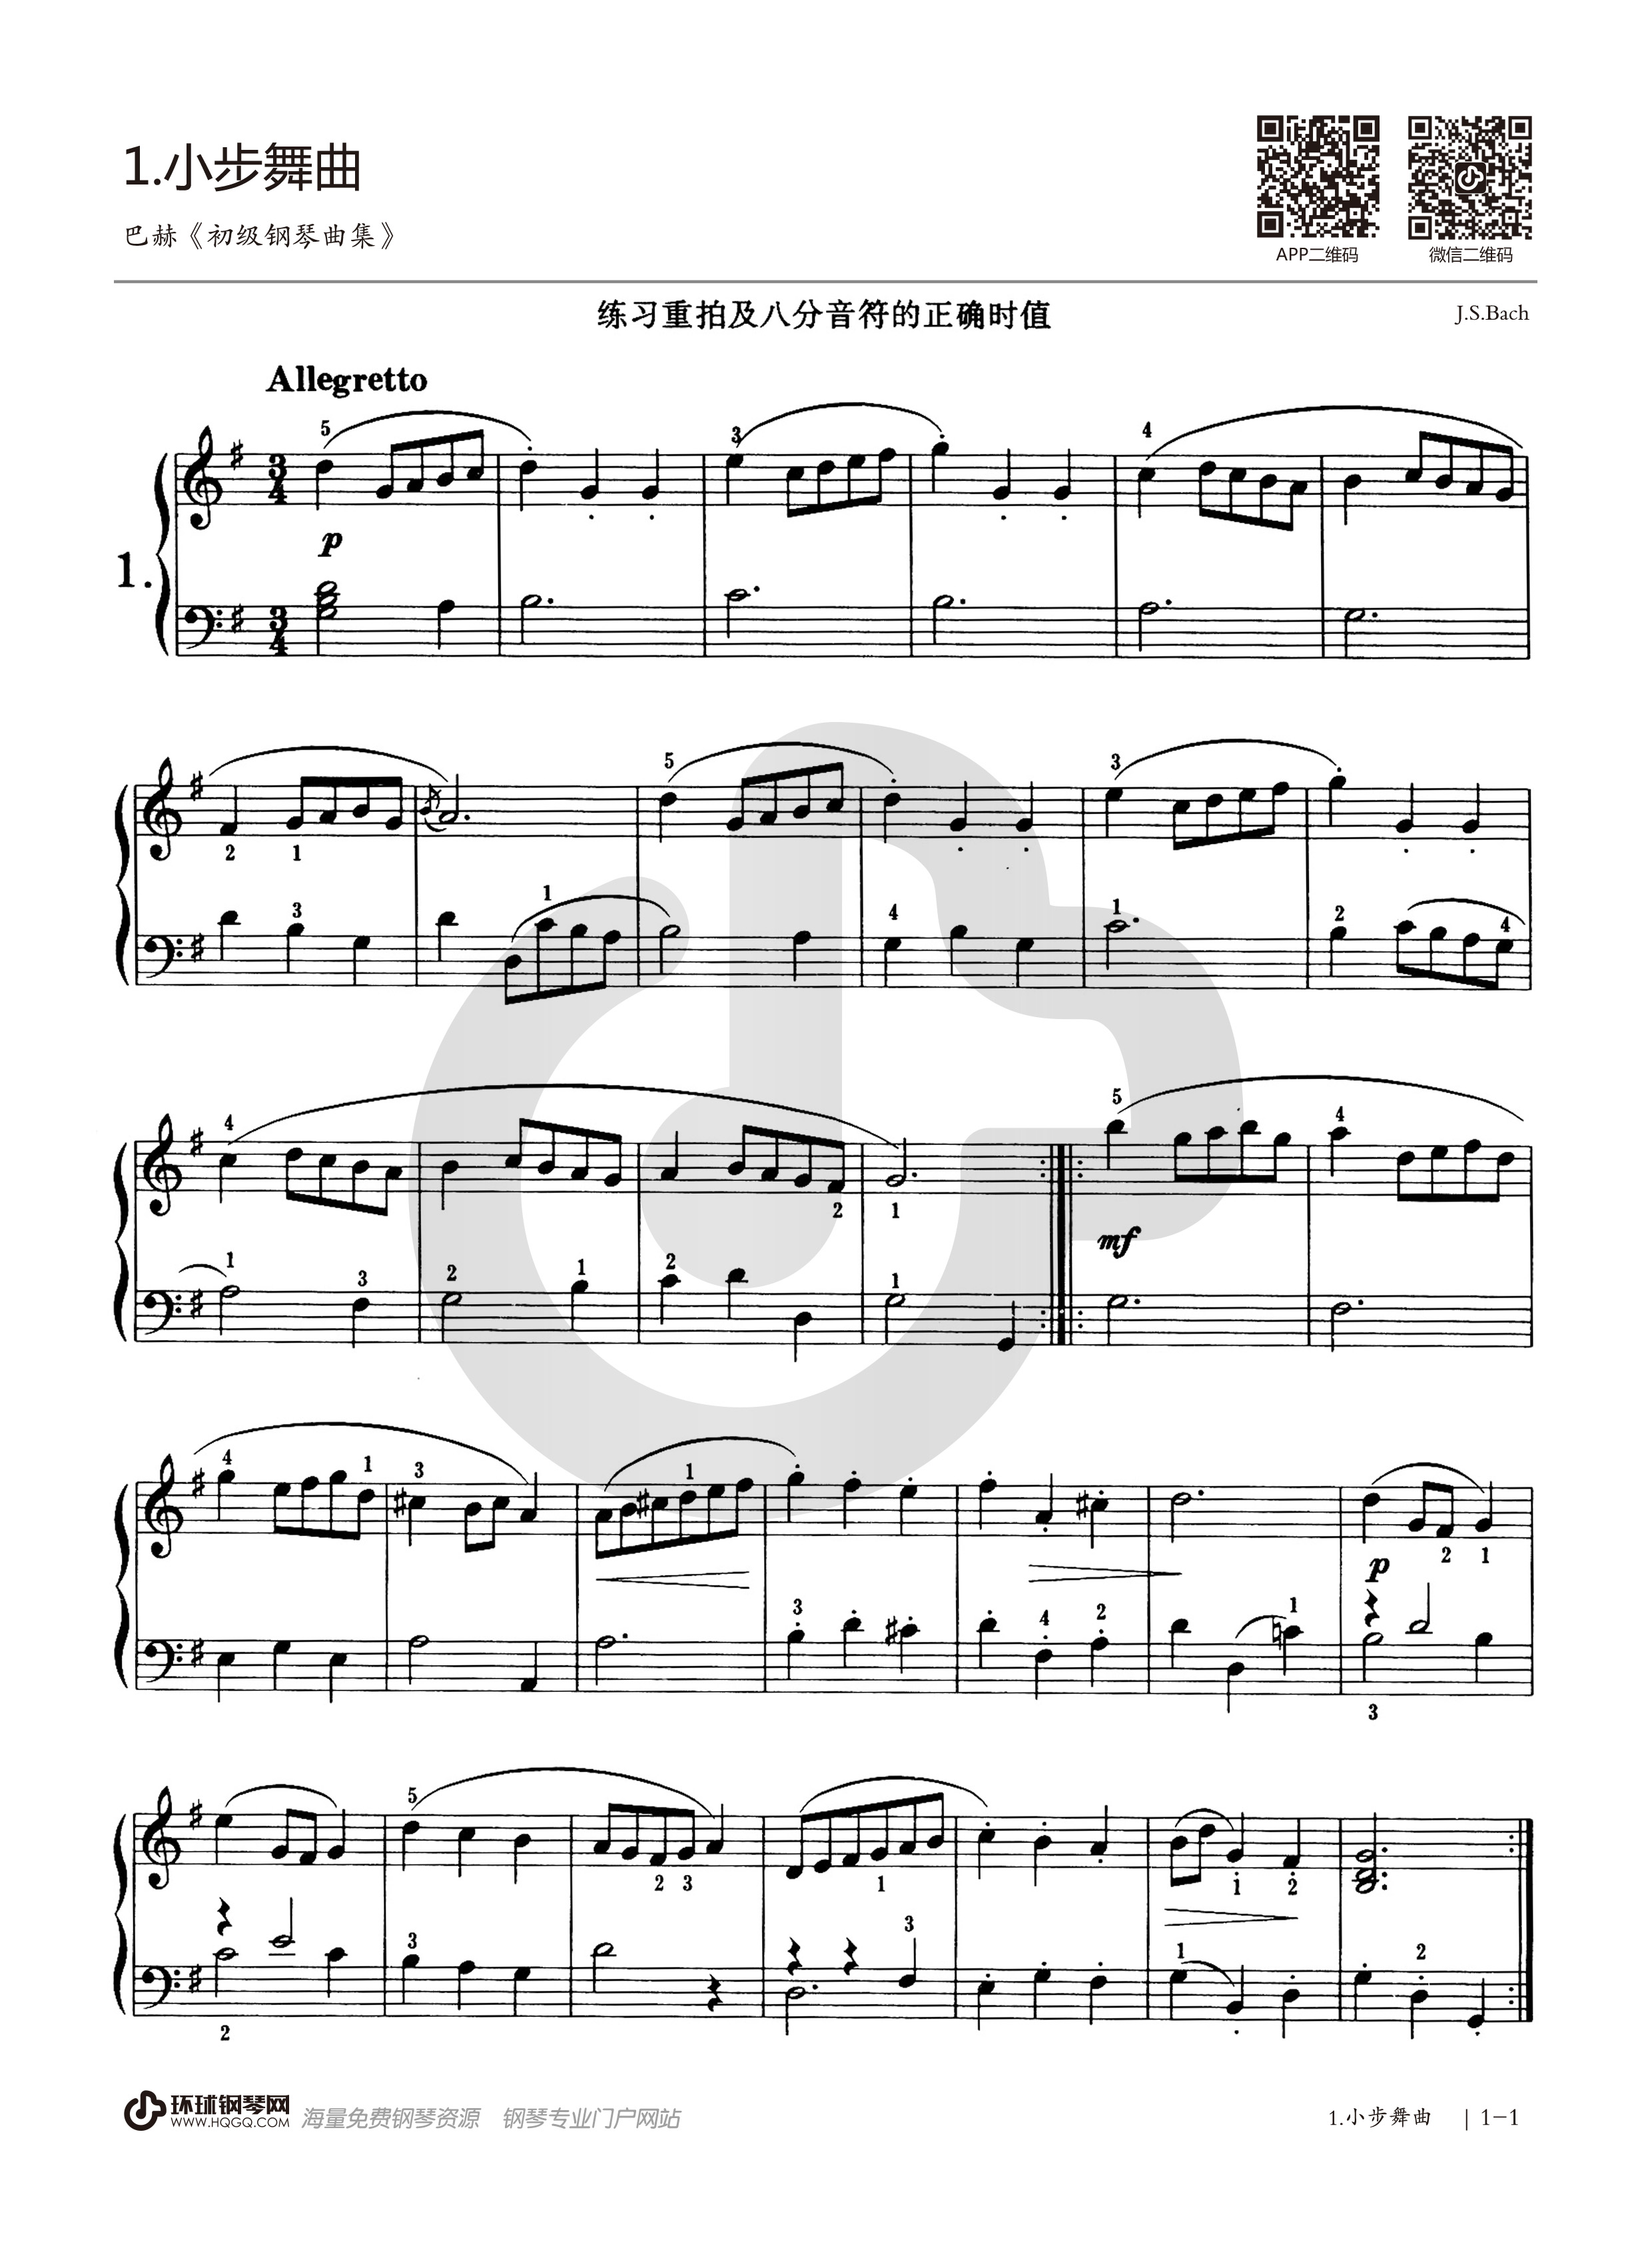 1.小步舞曲
巴赫《初级钢琴曲集》
APP二维码
微信二维码
练习重拍及八分音符的正确时值
J.S.Bach
Allegretto
5 3 4
3 4
p
1.
3 4
5 3
2 1
1
3 4 1 2 4
5
4 4
2 1
mf
1 3 2 1 2 1
4 1 3 1
2 1
p
3 4 2 1
3
5
2 3 1 1 2
3
3 1 2
2
环球钢琴网
WWW.HQGQ.COM
海量免费钢琴资源 钢琴专业门户网站
1.小步舞曲 | 1-1